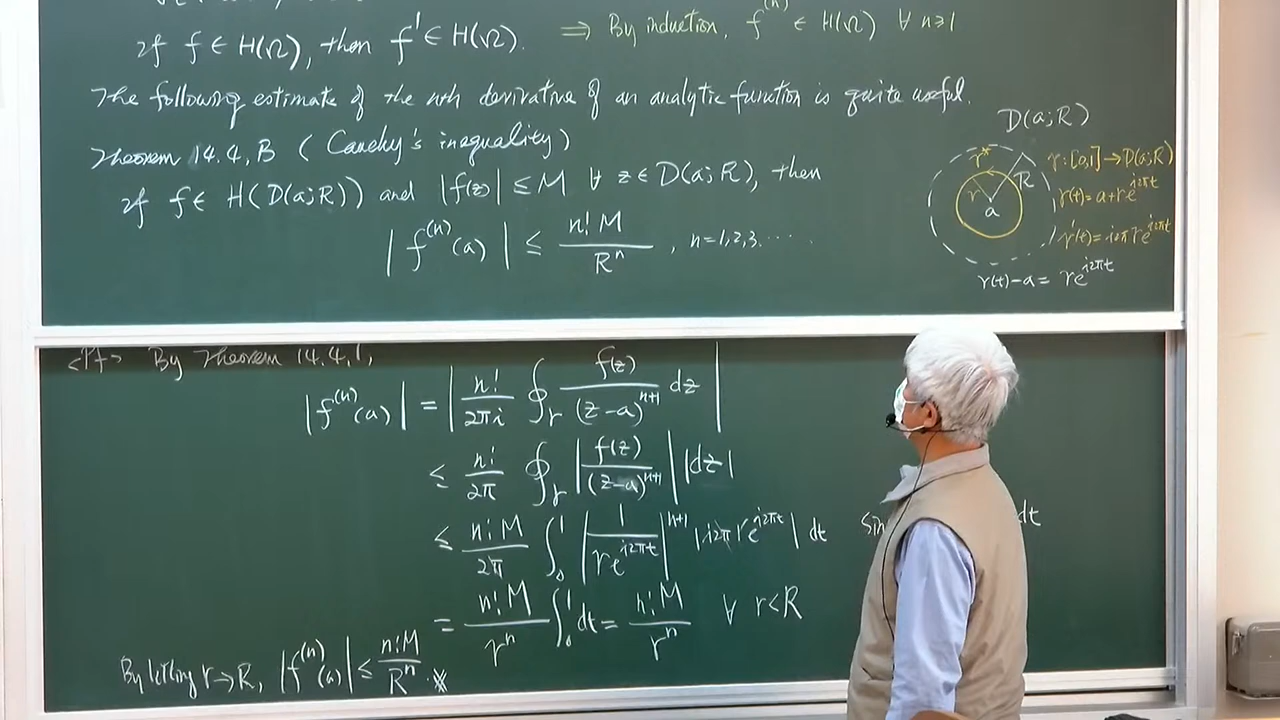 If f ∈ H(Ω), then f' ∈ H(Ω). ⇒ By induction, f^(n) ∈ H(Ω) ∀ n≥1
The following estimate of the nth derivative of an analytic function is quite useful.
Theorem 14.4.B (Cauchy's inequality)
If f ∈ H(D(a;R)) and |f(z)| ≤ M ∀ z ∈ D(a;R), then
|f^(n)(a)| ≤ n! M / R^n , n=1,2,3.....
D(a;R)
γ*
r
R
a
γ: [0,1] → D(a;R)
γ(t) = a + re^{i2πt}
γ'(t) = i2πre^{i2πt}
γ(t) - a = re^{i2πt}
<Pf> By Theorem 14.4.1,
|f^(n)(a)| = | n!/2πi ∮_γ f(z)/(z-a)^{n+1} dz |
≤ n!/2π ∮_γ | f(z)/(z-a)^{n+1} | |dz|
≤ n!M/2π ∫_0^1 | 1/re^{i2πt} |^{n+1} |i2πre^{i2πt}| dt
dt
= n!M/r^n ∫_0^1 dt = n!M/r^n ∀ r<R
By letting r→R, |f^(n)(a)| ≤ n!M/R^n. ※